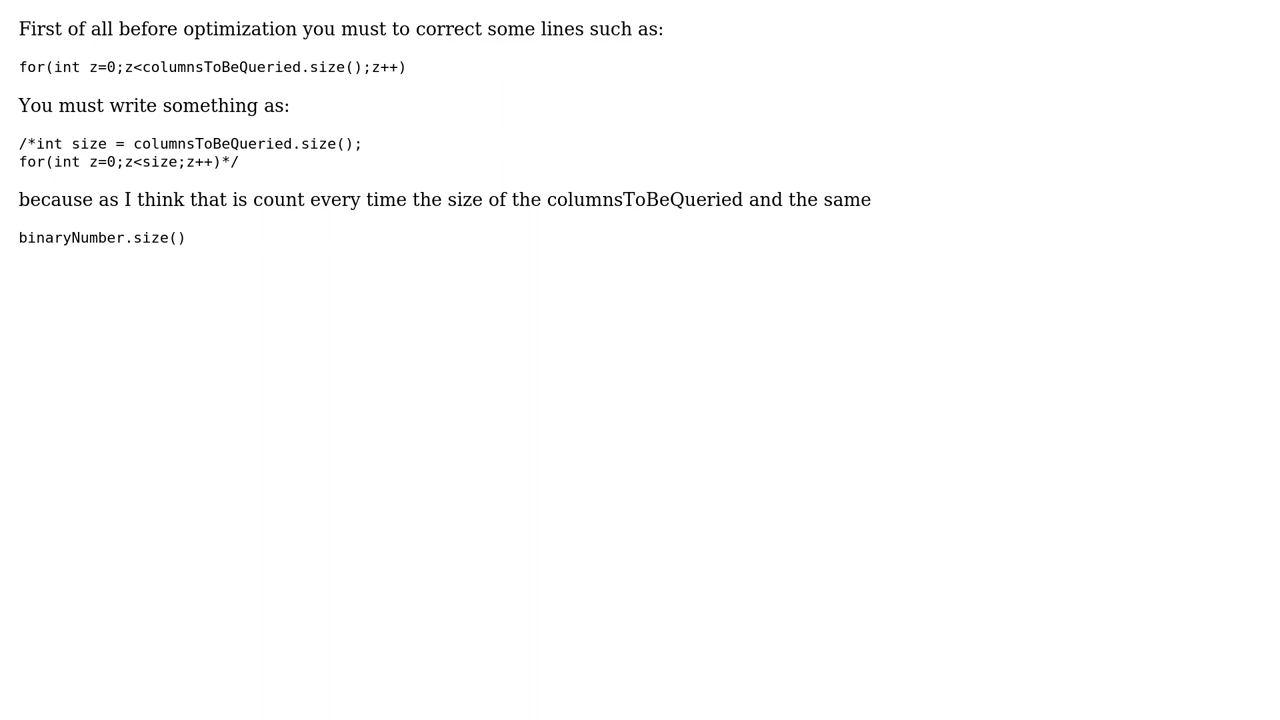 First of all before optimization you must to correct some lines such as:
for(int z=0;z<columnsToBeQueried.size();z++)
You must write something as:
/*int size = columnsToBeQueried.size();
for(int z=0;z<size;z++)*/
because as I think that is count every time the size of the columnsToBeQueried and the same
binaryNumber.size()